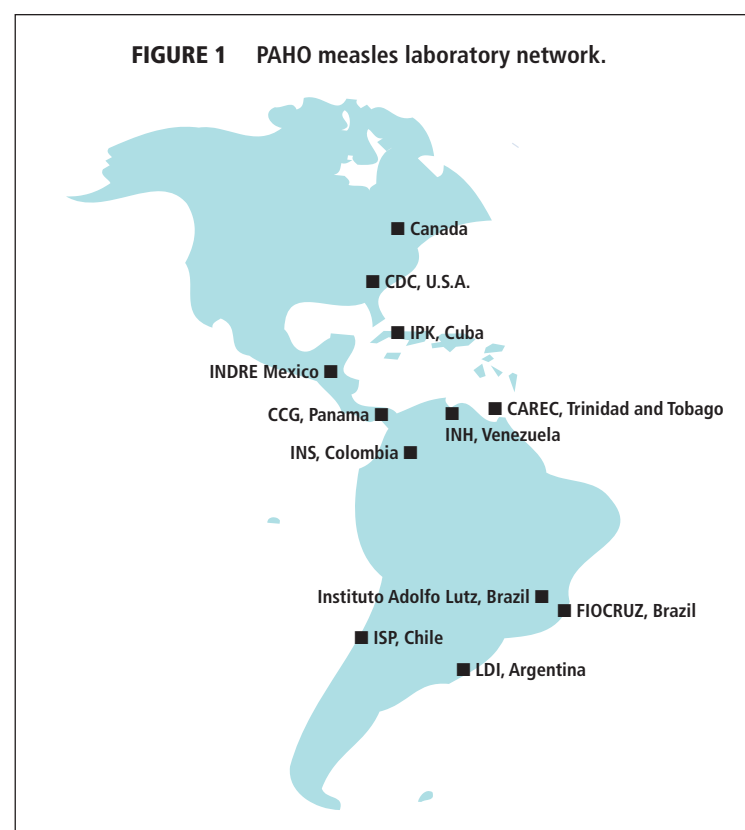 FIGURE 1 PAHO measles laboratory network.
Canada
CDC, U.S.A.
IPK, Cuba
INDRE Mexico
CAREC, Trinidad and Tobago
CCG, Panama
INH, Venezuela
INS, Colombia
Instituto Adolfo Lutz, Brazil
FIOCRUZ, Brazil
ISP, Chile
LDI, Argentina